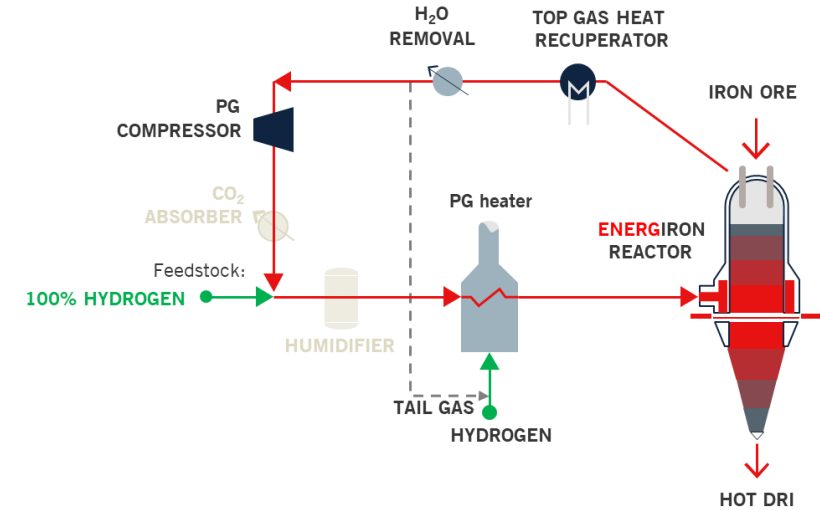 H₂O
REMOVAL
TOP GAS HEAT
RECUPERATOR
IRON ORE
PG
COMPRESSOR
CO₂
ABSORBER
PG heater
ENERGIRON
REACTOR
Feedstock:
100% HYDROGEN
HUMIDIFIER
TAIL GAS
HYDROGEN
HOT DRI